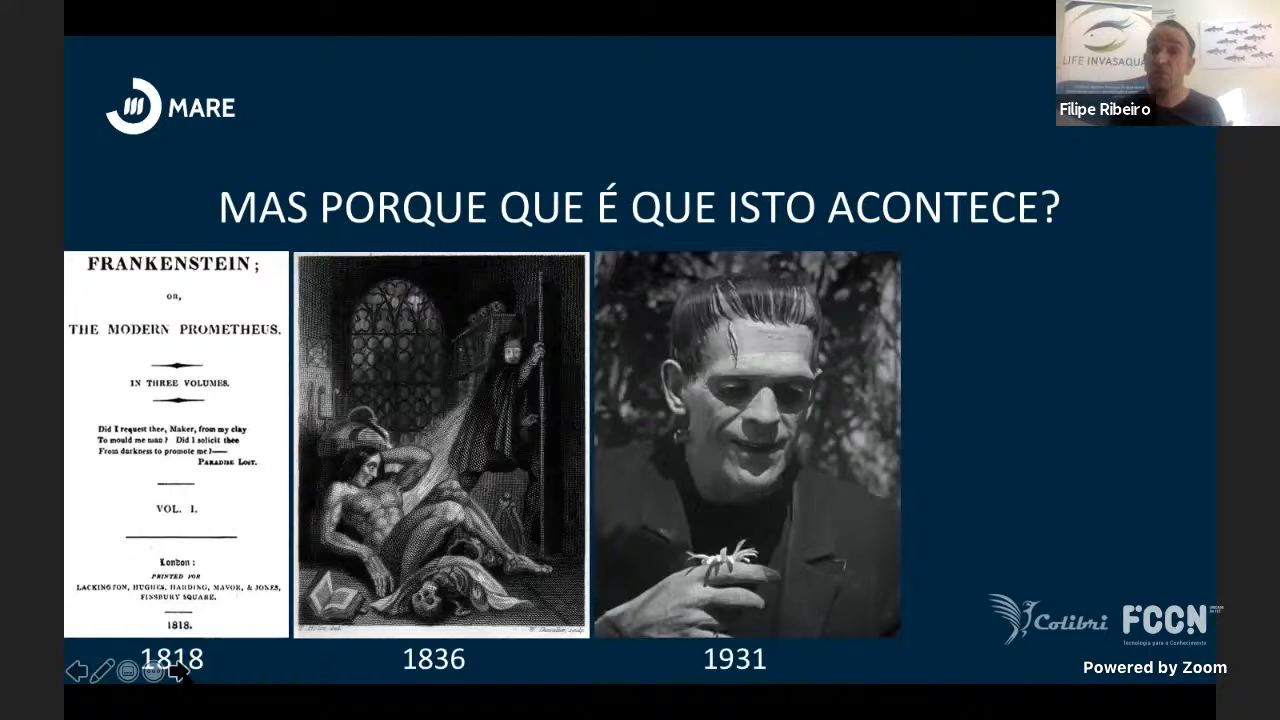 MARE
LIFE INVASAQUA
Filipe Ribeiro
MAS PORQUE QUE É QUE ISTO ACONTECE?
FRANKENSTEIN;
OR,
THE MODERN PROMETHEUS.
IN THREE VOLUMES.
Did I request thee, Maker, from my clay
To mould me man? Did I solicit thee
From darkness to promote me?——
PARADISE LOST.
VOL. I.
London:
PRINTED FOR
LACKINGTON, HUGHES, HARDING, MAVOR, & JONES,
FINSBURY SQUARE.
1818.
1818
1836
1931
Colibri
FCCN
Tecnologia para o Conhecimento
Powered by Zoom